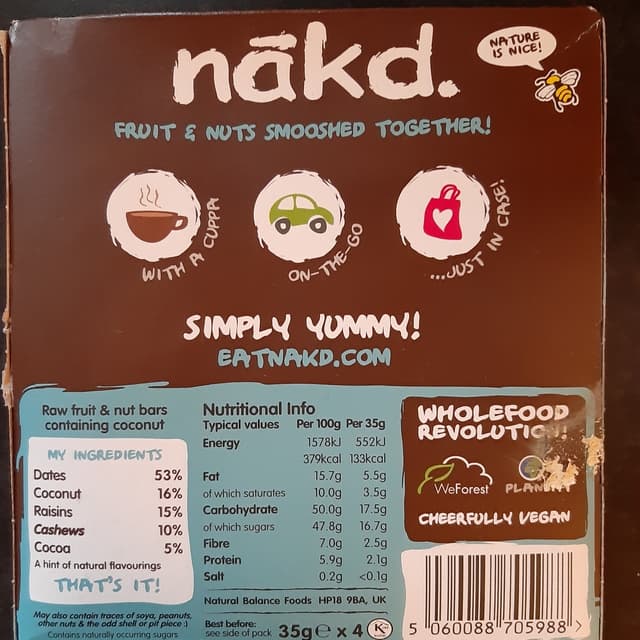 nākd.
NATURE
IS NICE!
FRUIT & NUTS SMOOSHED TOGETHER!
WITH A CUPPA
ON-THE-GO
...JUST IN CASE!
SIMPLY YUMMY!
EATNAKD.COM
Raw fruit & nut bars
containing coconut
MY INGREDIENTS
Dates 53%
Coconut 16%
Raisins 15%
Cashews 10%
Cocoa 5%
A hint of natural flavourings
THAT'S IT!
May also contain traces of soya, peanuts,
other nuts & the odd shell or pit piece :)
Contains naturally occurring sugars
Nutritional Info
Typical values Per 100g Per 35g
Energy 1578kJ 552kJ
379kcal 133kcal
Fat 15.7g 5.5g
of which saturates 10.0g 3.5g
Carbohydrate 50.0g 17.5g
of which sugars 47.8g 16.7g
Fibre 7.0g 2.5g
Protein 5.9g 2.1g
Salt 0.2g <0.1g
Natural Balance Foods HP18 9BA, UK
Best before:
see side of pack
35g e x 4
K
WHOLEFOOD
REVOLUTION!
WeForest
CHEERFULLY VEGAN
5 060088 705988 >